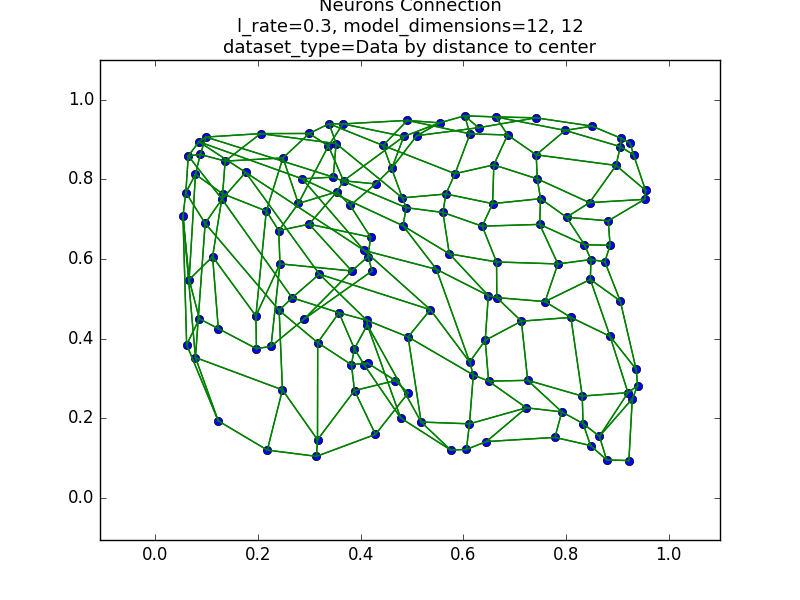 Neurons Connection
l_rate=0.3, model_dimensions=12, 12
dataset_type=Data by distance to center
1.0
0.8
0.6
0.4
0.2
0.0
0.0 0.2 0.4 0.6 0.8 1.0